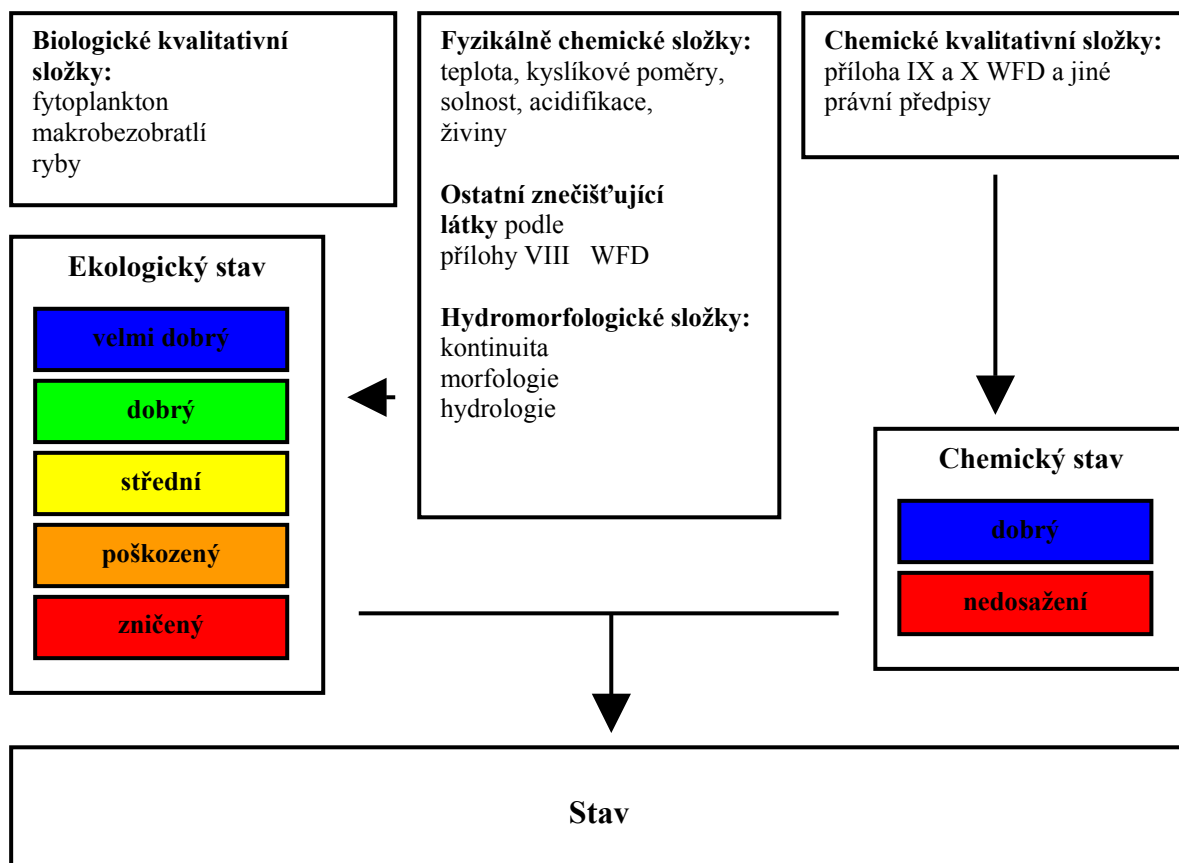 Biologické kvalitativní
složky:
fytoplankton
makrobezobratlí
ryby
Fyzikálně chemické složky:
teplota, kyslíkové poměry,
solnost, acidifikace,
živiny
Ostatní znečišťující
látky podle
přílohy VIII WFD
Hydromorfologické složky:
kontinuita
morfologie
hydrologie
Chemické kvalitativní složky:
příloha IX a X WFD a jiné
právní předpisy
Ekologický stav
velmi dobrý
dobrý
střední
poškozený
zničený
Chemický stav
dobrý
nedosažení
Stav